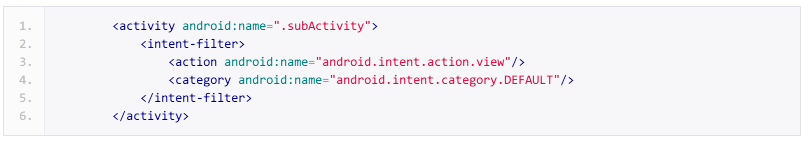 1. <activity android:name=".subActivity">
2. <intent-filter>
3. <action android:name="android.intent.action.view"/>
4. <category android:name="android.intent.category.DEFAULT"/>
5. </intent-filter>
6. </activity>